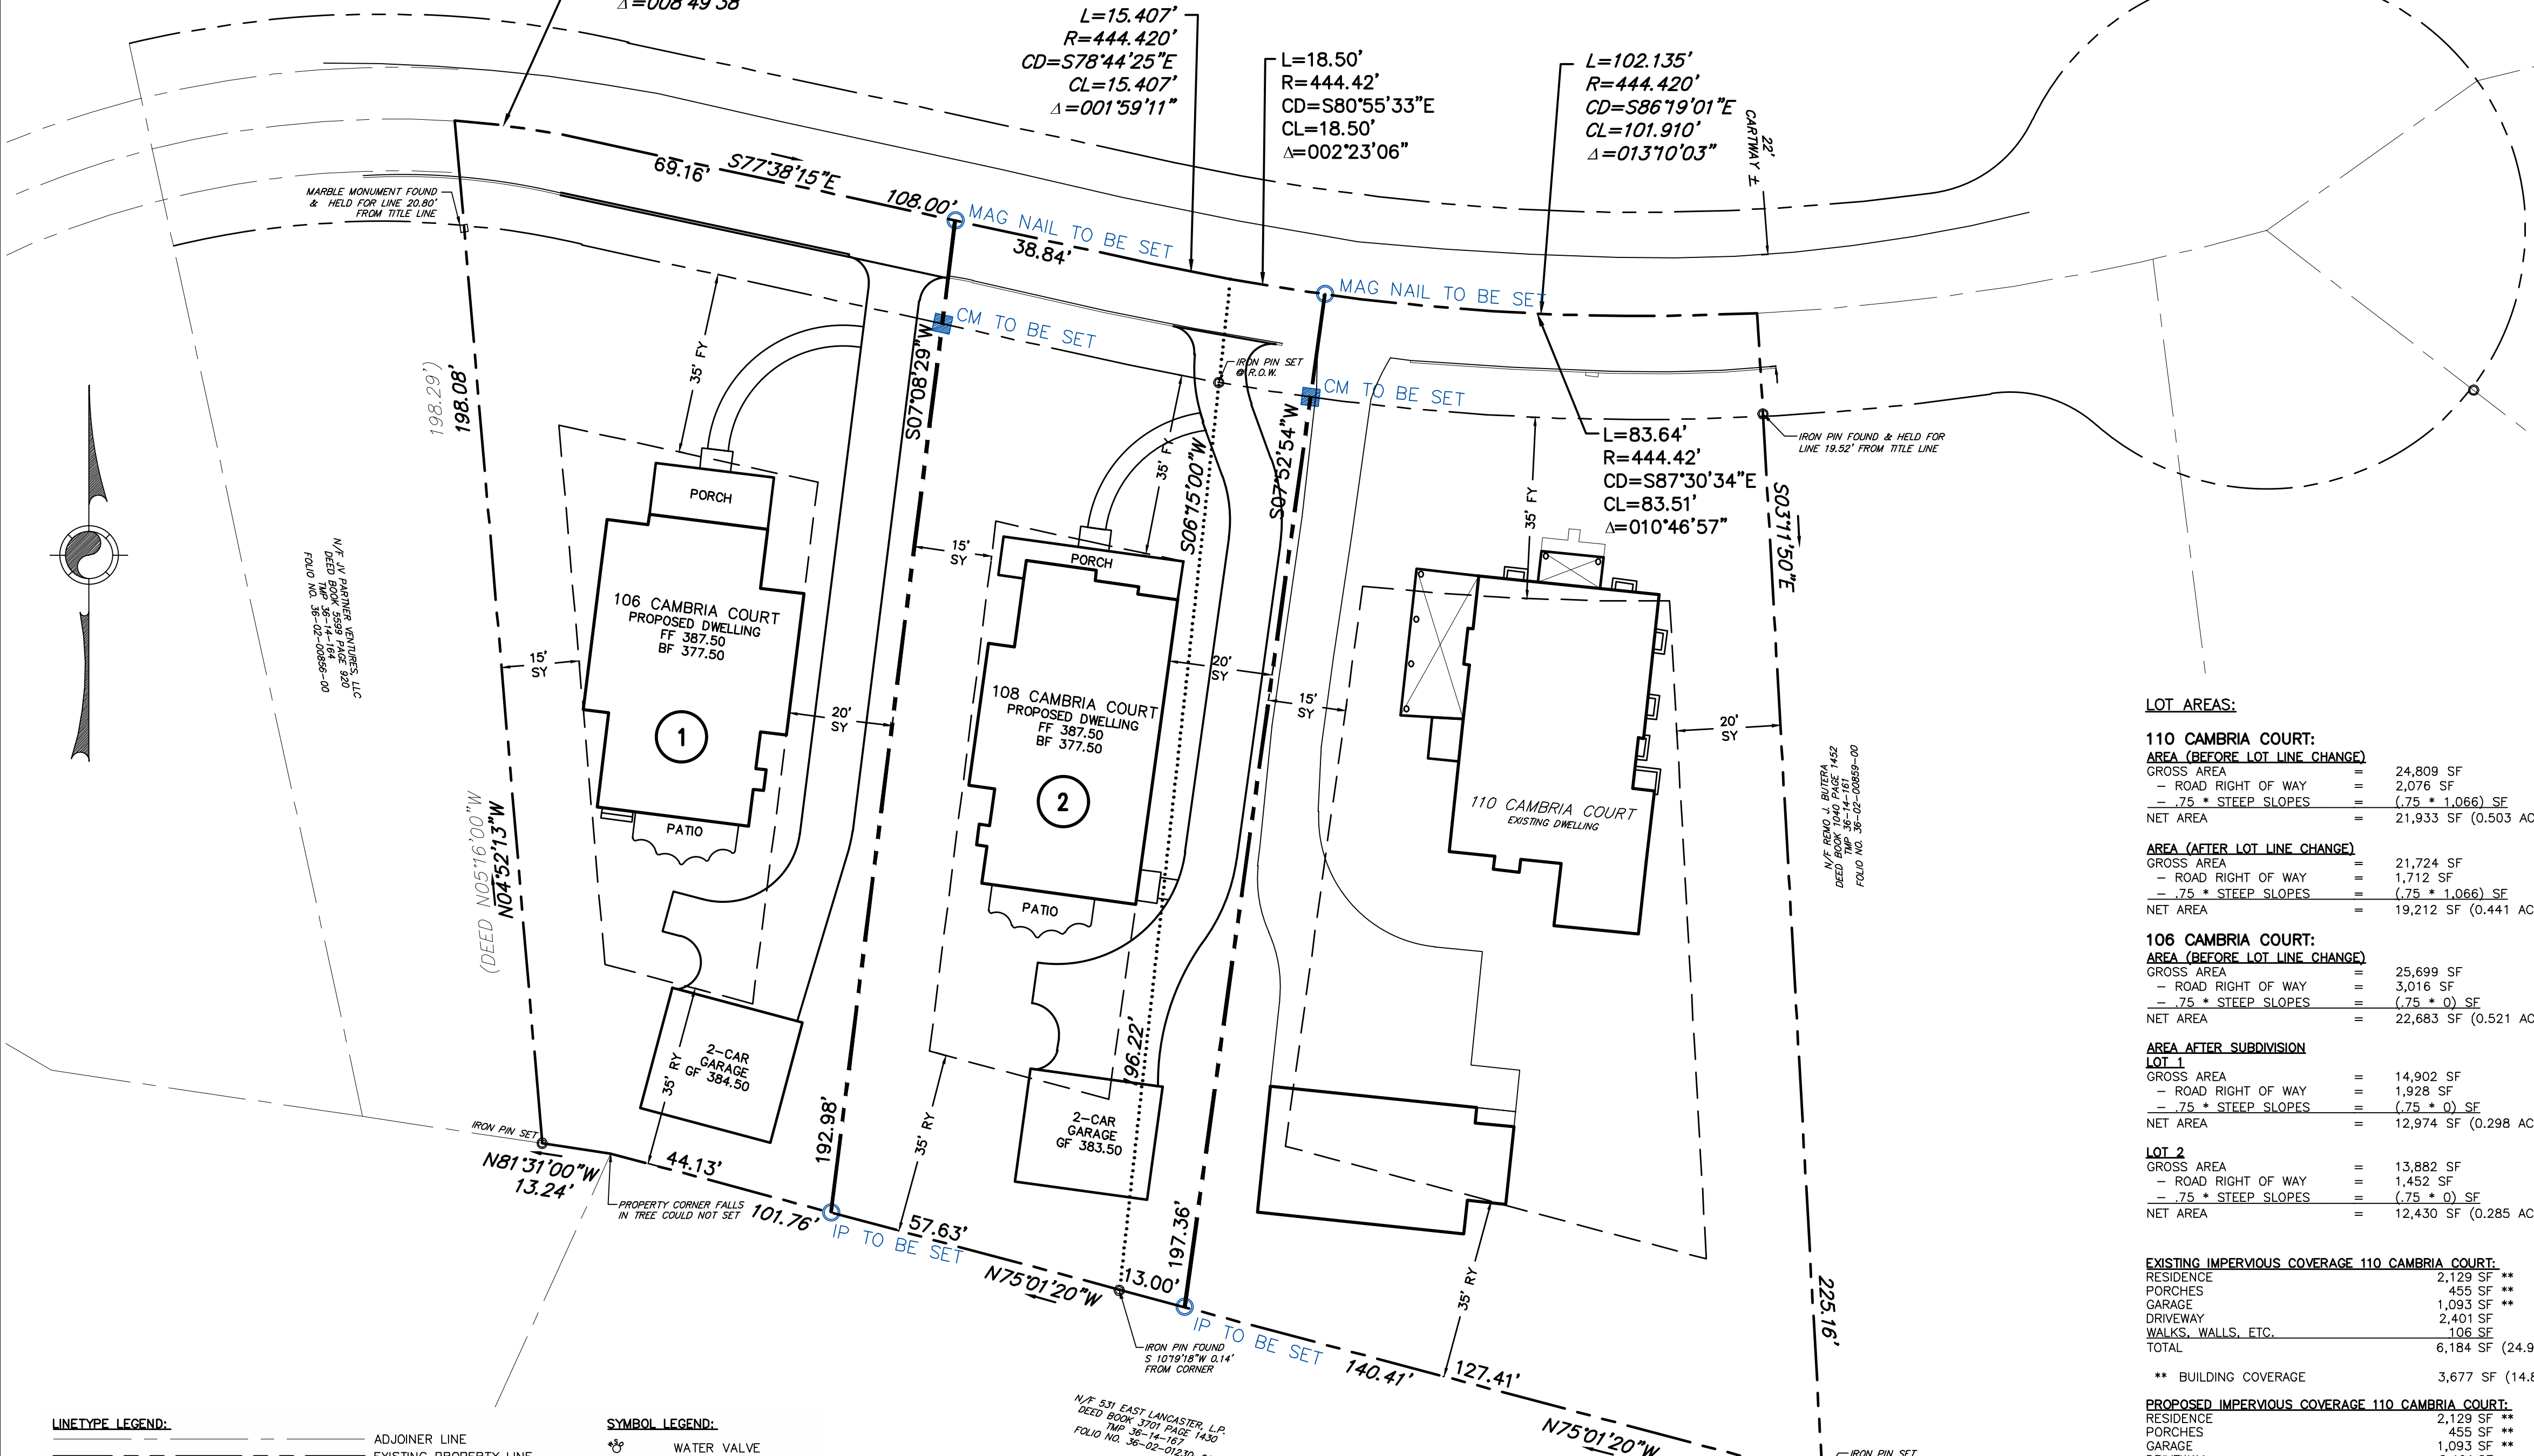 Δ=008°49'38"
L=15.407'
R=444.420'
CD=S78°44'25"E
CL=15.407'
Δ=001°59'11"
L=18.50'
R=444.42'
CD=S80°55'33"E
CL=18.50'
Δ=002°23'06"
L=102.135'
R=444.420'
CD=S86°19'01"E
CL=101.910'
Δ=013°10'03"
22'
CARTWAY ±
MARBLE MONUMENT FOUND
& HELD FOR LINE 20.80'
FROM TITLE LINE
69.16'
S77°38'15"E
108.00'
MAG NAIL TO BE SET
38.84'
MAG NAIL TO BE SET
CM TO BE SET
CM TO BE SET
IRON PIN SET
@ R.O.W.
35' FY
35' FY
35' FY
198.29')
198.08'
S07°08'29"W
S06°15'00"W
S07°52'54"W
L=83.64'
R=444.42'
CD=S87°30'34"E
CL=83.51'
Δ=010°46'57"
IRON PIN FOUND & HELD FOR
LINE 19.52' FROM TITLE LINE
S03°11'50"E
N/F JV PARTNER VENTURES, LLC
DEED BOOK 5599 PAGE 920
TMP 36-14-164
FOLIO NO. 36-02-00856-00
PORCH
106 CAMBRIA COURT
PROPOSED DWELLING
FF 387.50
BF 377.50
1
PATIO
15'
SY
20'
SY
15'
SY
PORCH
108 CAMBRIA COURT
PROPOSED DWELLING
FF 387.50
BF 377.50
2
PATIO
20'
SY
15'
SY
110 CAMBRIA COURT
EXISTING DWELLING
20'
SY
N/F REMO J. BUTERA
DEED BOOK 1040 PAGE 1452
TMP 36-14-161
FOLIO NO. 36-02-00859-00
(DEED N05°16'00"W
N04°52'13"W
2-CAR
GARAGE
GF 384.50
35' RY
192.98'
35' RY
2-CAR
GARAGE
GF 383.50
196.22'
197.36'
35' RY
225.16'
IRON PIN SET
N81°31'00"W
13.24'
44.13'
PROPERTY CORNER FALLS
IN TREE COULD NOT SET
101.76'
IP TO BE SET
57.63'
N75°01'20"W
13.00'
IP TO BE SET
IRON PIN FOUND
S 10°19'18"W 0.14'
FROM CORNER
140.41'
127.41'
N75°01'20"W
IRON PIN SET
N/F 531 EAST LANCASTER, L.P.
DEED BOOK 3701 PAGE 1430
TMP 36-14-167
FOLIO NO. 36-02-01230
LOT AREAS:
110 CAMBRIA COURT:
AREA (BEFORE LOT LINE CHANGE)
GROSS AREA = 24,809 SF
- ROAD RIGHT OF WAY = 2,076 SF
- .75 * STEEP SLOPES = (.75 * 1,066) SF
NET AREA = 21,933 SF (0.503 AC
AREA (AFTER LOT LINE CHANGE)
GROSS AREA = 21,724 SF
- ROAD RIGHT OF WAY = 1,712 SF
- .75 * STEEP SLOPES = (.75 * 1,066) SF
NET AREA = 19,212 SF (0.441 AC
106 CAMBRIA COURT:
AREA (BEFORE LOT LINE CHANGE)
GROSS AREA = 25,699 SF
- ROAD RIGHT OF WAY = 3,016 SF
- .75 * STEEP SLOPES = (.75 * 0) SF
NET AREA = 22,683 SF (0.521 AC
AREA AFTER SUBDIVISION
LOT 1
GROSS AREA = 14,902 SF
- ROAD RIGHT OF WAY = 1,928 SF
- .75 * STEEP SLOPES = (.75 * 0) SF
NET AREA = 12,974 SF (0.298 AC
LOT 2
GROSS AREA = 13,882 SF
- ROAD RIGHT OF WAY = 1,452 SF
- .75 * STEEP SLOPES = (.75 * 0) SF
NET AREA = 12,430 SF (0.285 AC
EXISTING IMPERVIOUS COVERAGE 110 CAMBRIA COURT:
RESIDENCE 2,129 SF **
PORCHES 455 SF **
GARAGE 1,093 SF **
DRIVEWAY 2,401 SF
WALKS, WALLS, ETC. 106 SF
TOTAL 6,184 SF (24.9
** BUILDING COVERAGE 3,677 SF (14.8
PROPOSED IMPERVIOUS COVERAGE 110 CAMBRIA COURT:
RESIDENCE 2,129 SF **
PORCHES 455 SF **
GARAGE 1,093 SF **
LINETYPE LEGEND:
ADJOINER LINE
EXISTING PROPERTY LINE
SYMBOL LEGEND:
WATER VALVE